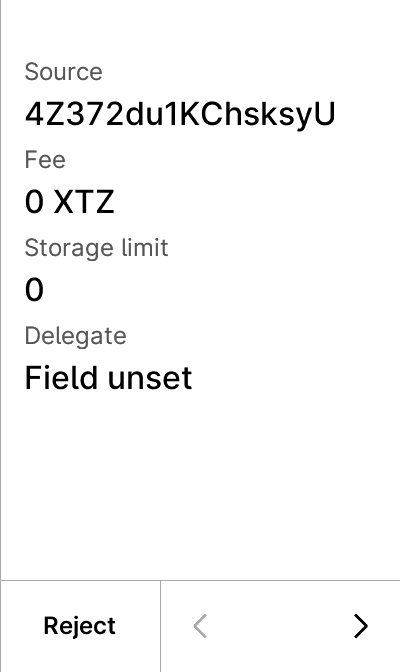 Source
4Z372du1KChsksyU
Fee
0 XTZ
Storage limit
0
Delegate
Field unset
Reject